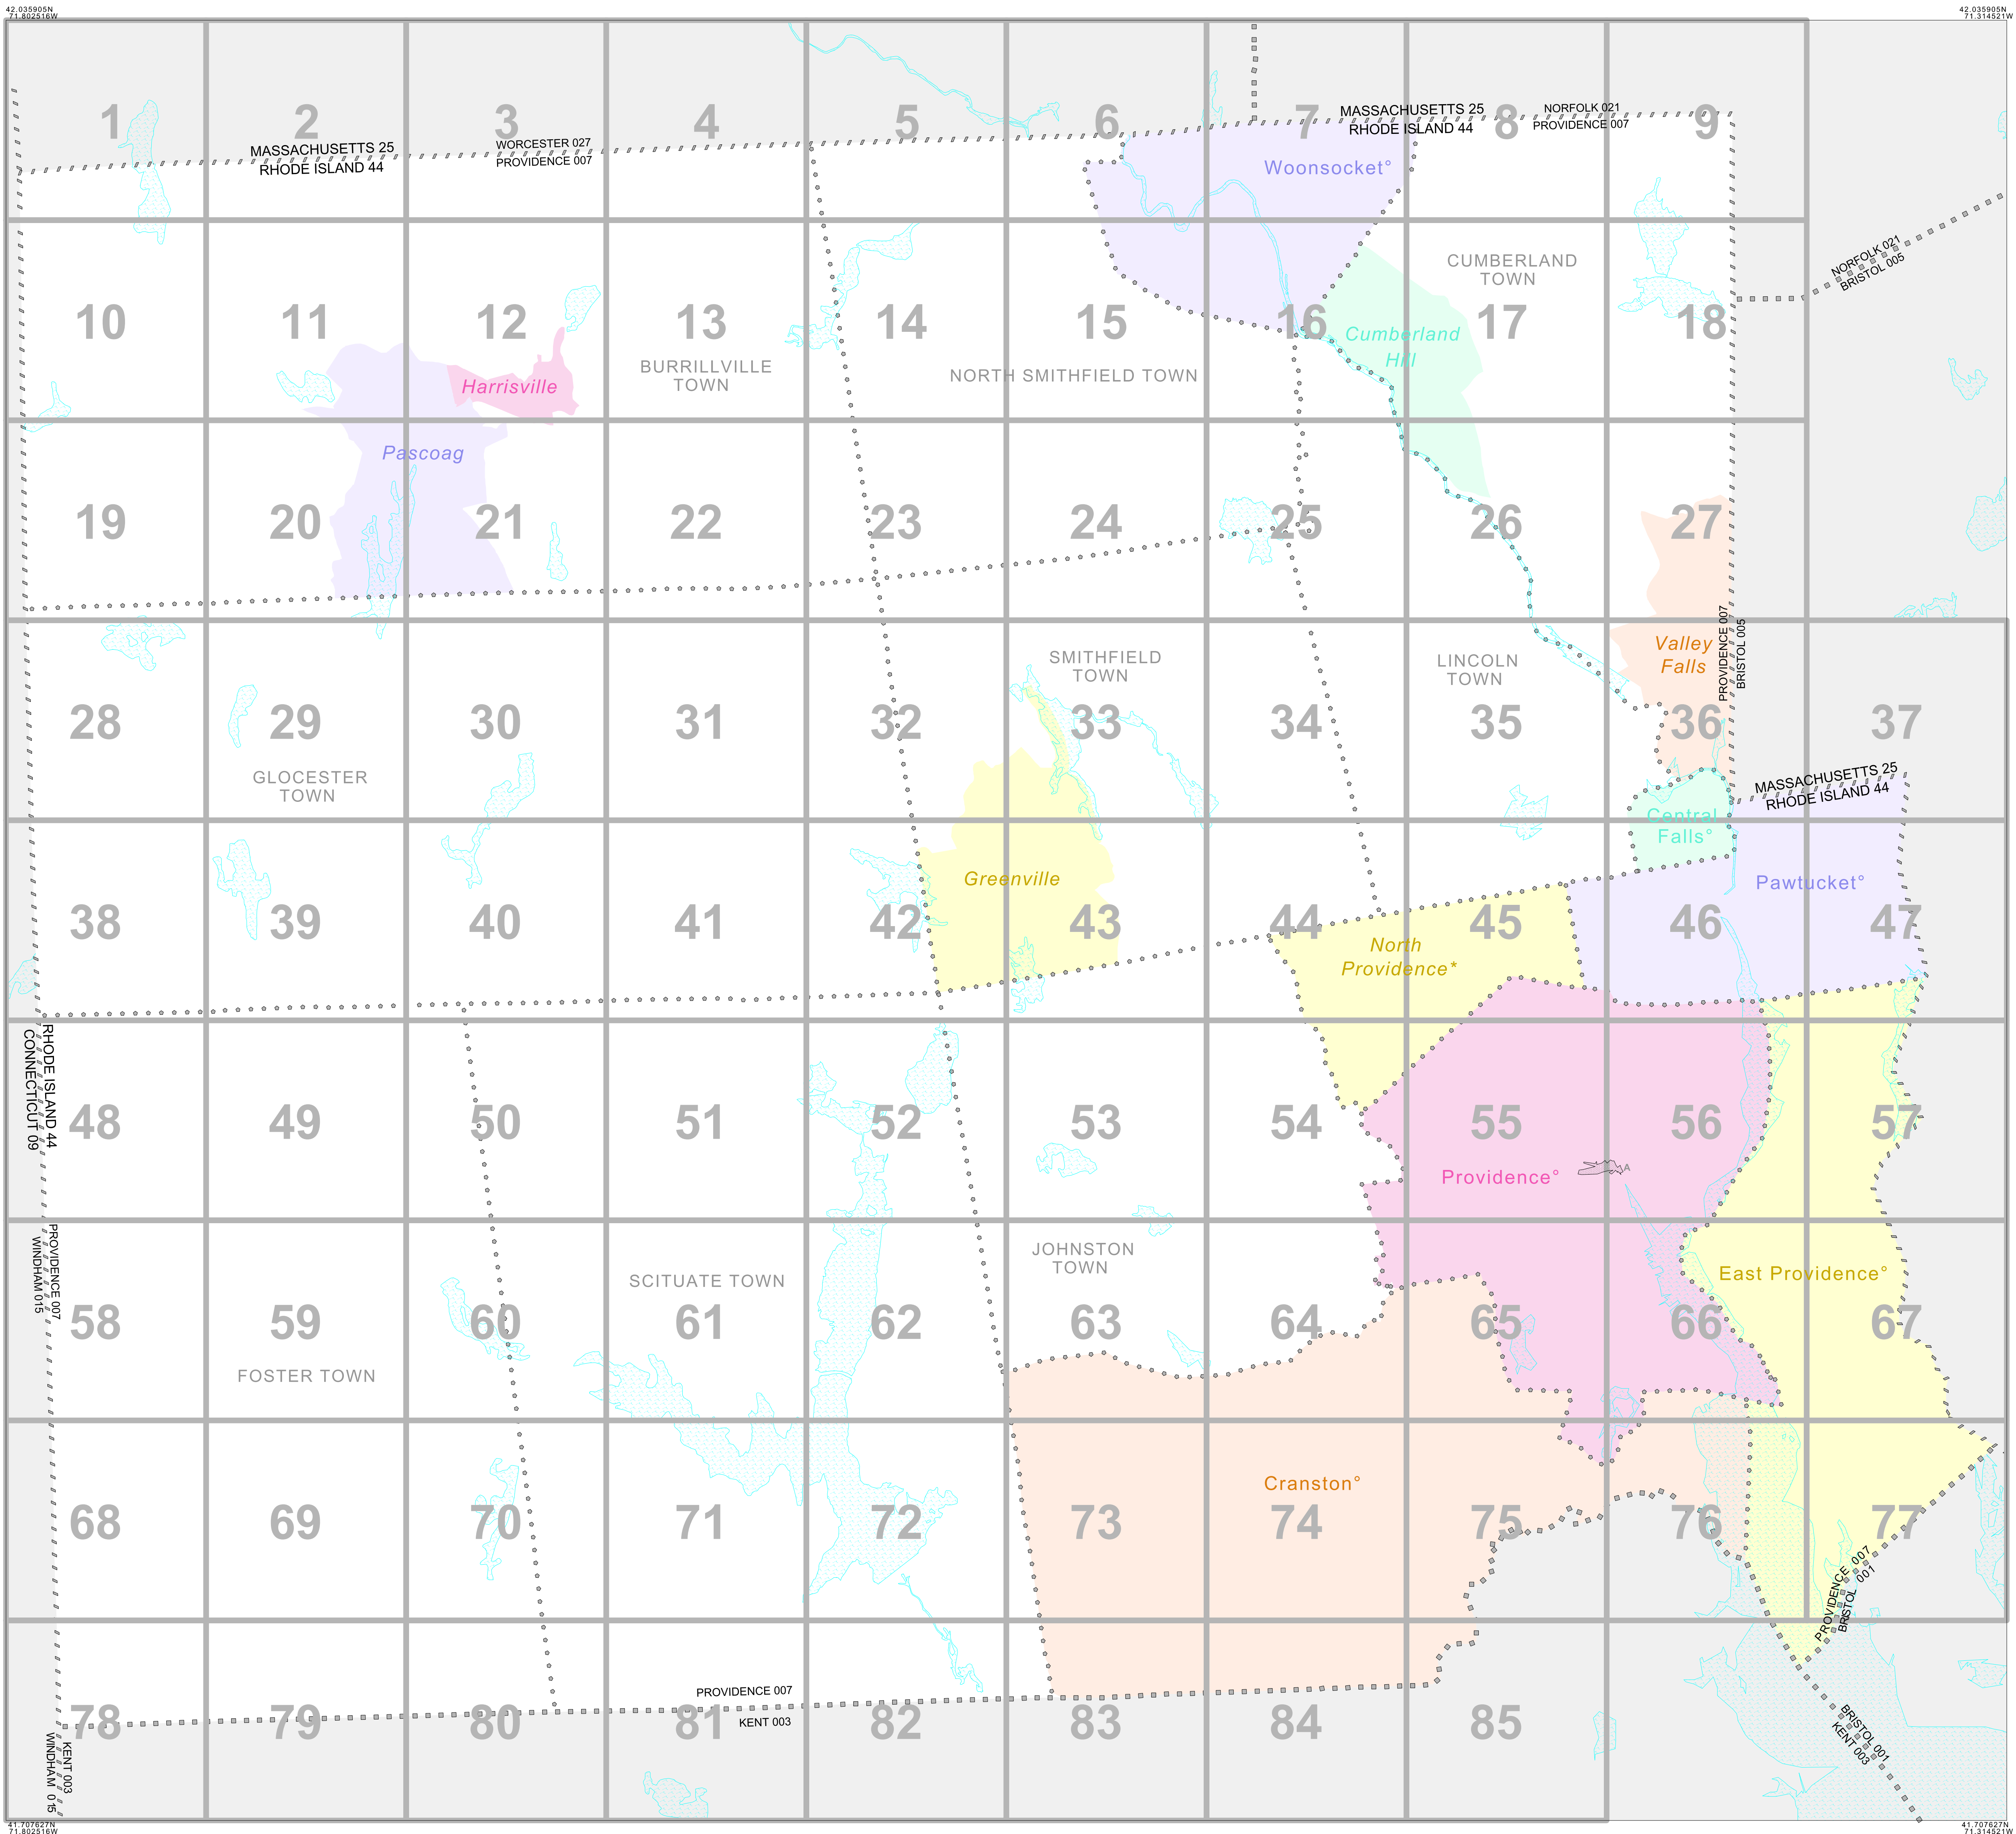 42.035905N
71.802516W
42.035905N
71.314521W
1
2
3
4
5
6
7
8
9
MASSACHUSETTS 25
RHODE ISLAND 44
WORCESTER 027
PROVIDENCE 007
MASSACHUSETTS 25
RHODE ISLAND 44
NORFOLK 021
PROVIDENCE 007
Woonsocket°
NORFOLK 021
BRISTOL 005
CUMBERLAND
TOWN
10
11
12
13
14
15
16
17
18
Cumberland
Hill
Harrisville
BURRILLVILLE
TOWN
NORTH SMITHFIELD TOWN
Pascoag
19
20
21
22
23
24
25
26
27
PROVIDENCE 007
BRISTOL 005
Valley
Falls
SMITHFIELD
TOWN
LINCOLN
TOWN
28
29
30
31
32
33
34
35
36
37
GLOCESTER
TOWN
MASSACHUSETTS 25
RHODE ISLAND 44
Central
Falls°
Greenville
Pawtucket°
38
39
40
41
42
43
44
45
46
47
North
Providence*
RHODE ISLAND 44
CONNECTICUT 09
48
49
50
51
52
53
54
55
56
57
Providence°
A
PROVIDENCE 007
WINDHAM 015
JOHNSTON
TOWN
SCITUATE TOWN
East Providence°
58
59
60
61
62
63
64
65
66
67
FOSTER TOWN
Cranston°
68
69
70
71
72
73
74
75
76
77
PROVIDENCE 007
BRISTOL 001
PROVIDENCE 007
KENT 003
78
79
80
81
82
83
84
85
KENT 003
WINDHAM 015
BRISTOL 001
KENT 003
41.707627N
71.802516W
41.707627N
71.314521W